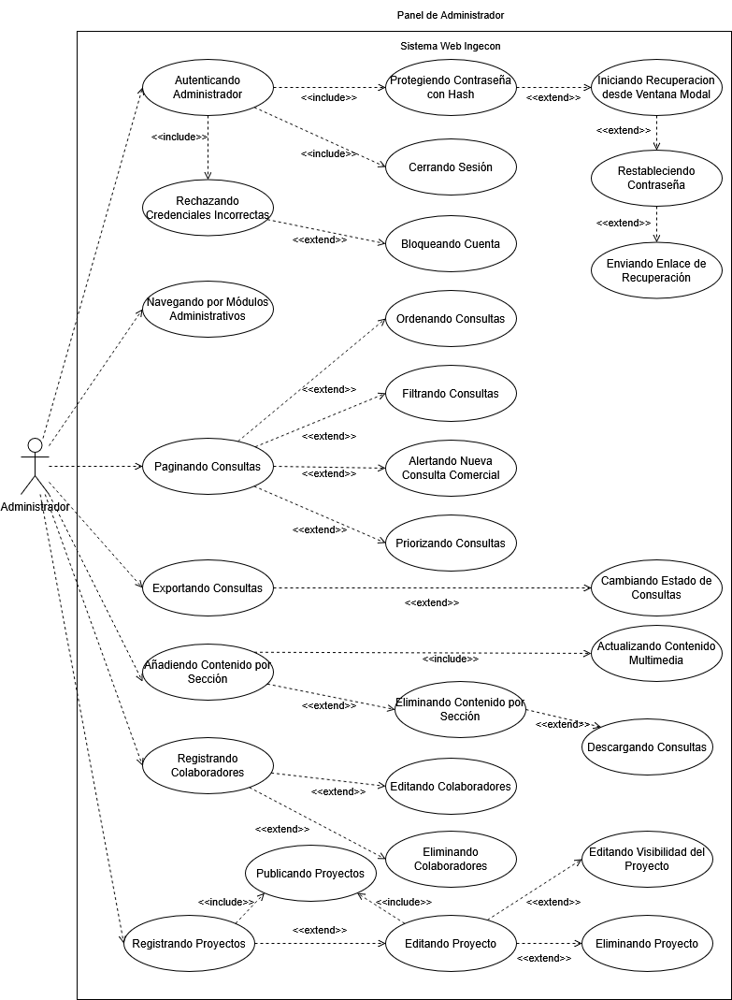 Panel de Administrador
Sistema Web Ingecon
Autenticando
Administrador
<<include>>
Protegiendo Contraseña
con Hash
<<extend>>
Iniciando Recuperacion
desde Ventana Modal
<<include>>
<<include>>
<<extend>>
Cerrando Sesión
Restableciendo
Contraseña
Rechazando
Credenciales Incorrectas
<<extend>>
Bloqueando Cuenta
<<extend>>
Enviando Enlace de
Recuperación
Navegando por Módulos
Administrativos
Ordenando Consultas
<<extend>>
Filtrando Consultas
<<extend>>
Paginando Consultas
<<extend>>
Alertando Nueva
Consulta Comercial
<<extend>>
Priorizando Consultas
Administrador
Exportando Consultas
<<extend>>
Cambiando Estado de
Consultas
Añadiendo Contenido por
Sección
<<include>>
Actualizando Contenido
Multimedia
<<extend>>
Eliminando Contenido por
Sección
<<extend>>
Descargando Consultas
Registrando
Colaboradores
<<extend>>
Editando Colaboradores
<<extend>>
Eliminando
Colaboradores
Publicando Proyectos
Editando Visibilidad del
Proyecto
<<include>>
<<include>>
<<extend>>
Registrando Proyectos
<<extend>>
Editando Proyecto
<<extend>>
Eliminando Proyecto